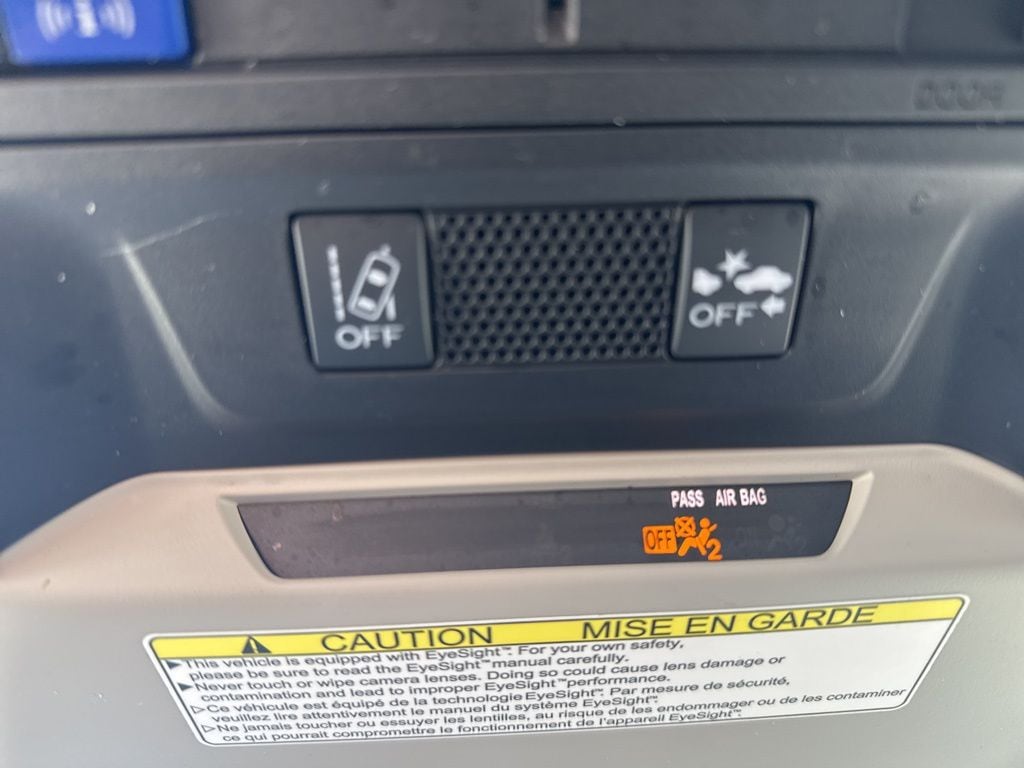 D004
OFF
OFF
PASS AIR BAG
OFF 2
CAUTION MISE EN GARDE
This vehicle is equipped with EyeSight™. For your own safety,
please be sure to read the EyeSight™ manual carefully.
Never touch or wipe camera lenses. Doing so could cause lens damage or
contamination and lead to improper EyeSight™ performance.
Ce véhicule est équipé de la technologie EyeSight™. Par mesure de sécurité,
veuillez lire attentivement le manuel du système EyeSight™.
Ne jamais toucher ou essuyer les lentilles, au risque de les endommager ou de les contaminer
ce qui pourrait compromettre le fonctionnement de l'appareil EyeSight™.